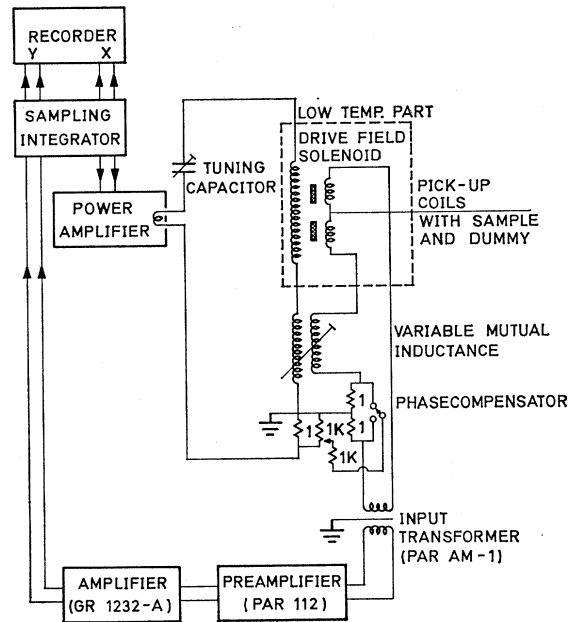 RECORDER
Y X
SAMPLING
INTEGRATOR
POWER
AMPLIFIER
TUNING
CAPACITOR
LOW TEMP. PART
DRIVE FIELD
SOLENOID
PICK-UP
COILS
WITH SAMPLE
AND DUMMY
VARIABLE MUTUAL
INDUCTANCE
PHASECOMPENSATOR
1
1
1
1K
1K
INPUT
TRANSFORMER
(PAR AM-1)
AMPLIFIER
(GR 1232-A)
PREAMPLIFIER
(PAR 112)